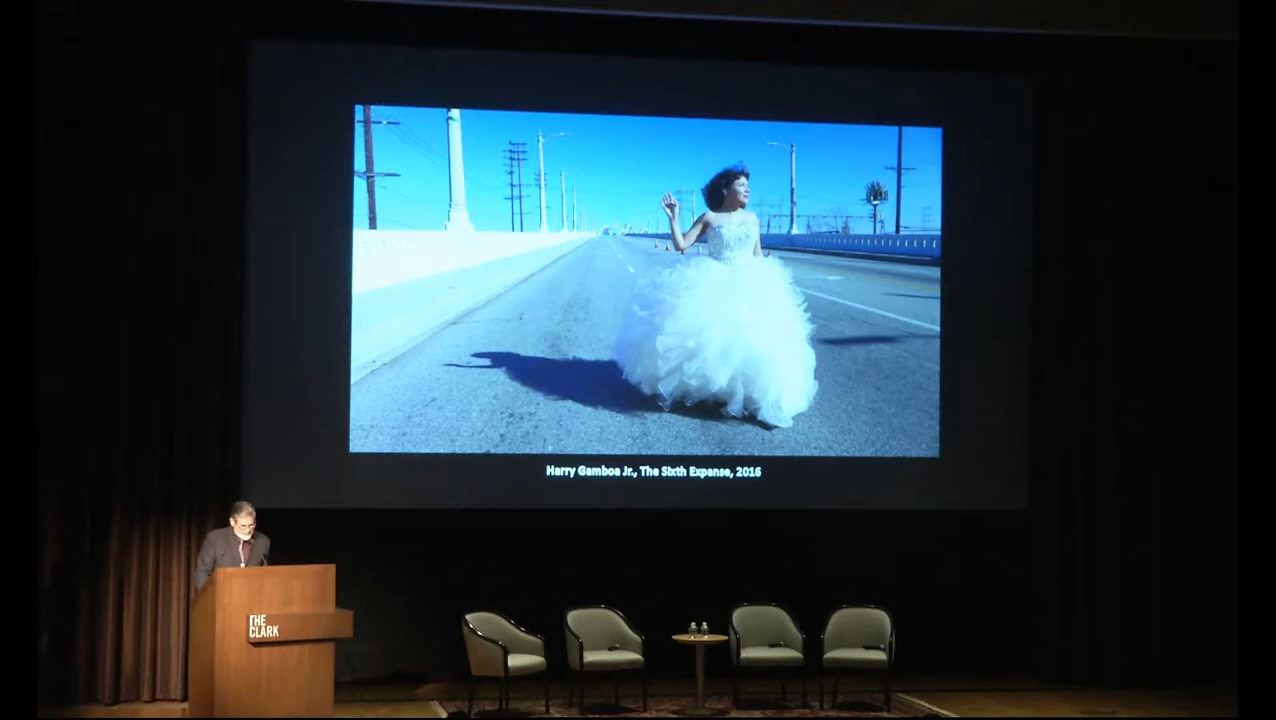 Harry Gamboa Jr., The Sixth Expanse, 2016
THE
CLARK